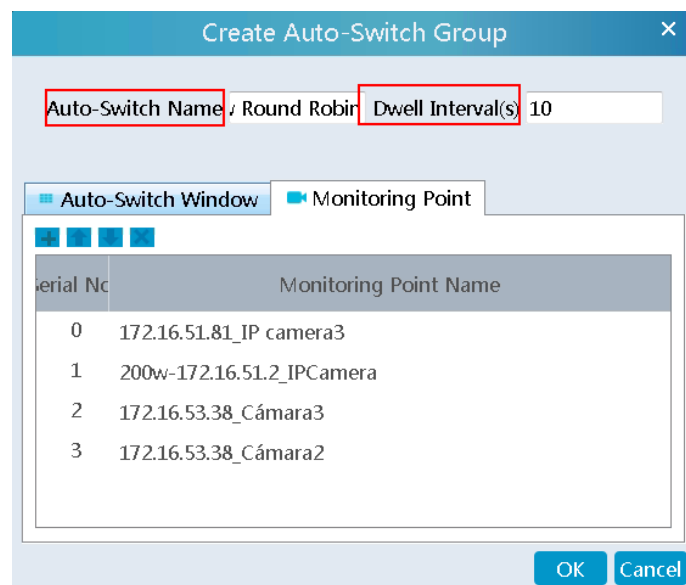 Create Auto-Switch Group
Auto-Switch Name Round Robin Dwell Interval(s) 10
Auto-Switch Window Monitoring Point
Serial No Monitoring Point Name
0 172.16.51.81_IP camera3
1 200w-172.16.51.2_IPCamera
2 172.16.53.38_Cámara3
3 172.16.53.38_Cámara2
OK Cancel